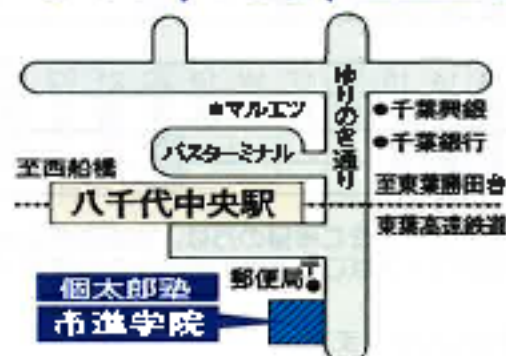 ゆりのき通り
マルエツ
千葉興銀
バスターミナル
千葉銀行
至西船橋
至東葉勝田台
八千代中央駅
東葉高速鉄道
郵便局
〒
個太郎塾
市進学院